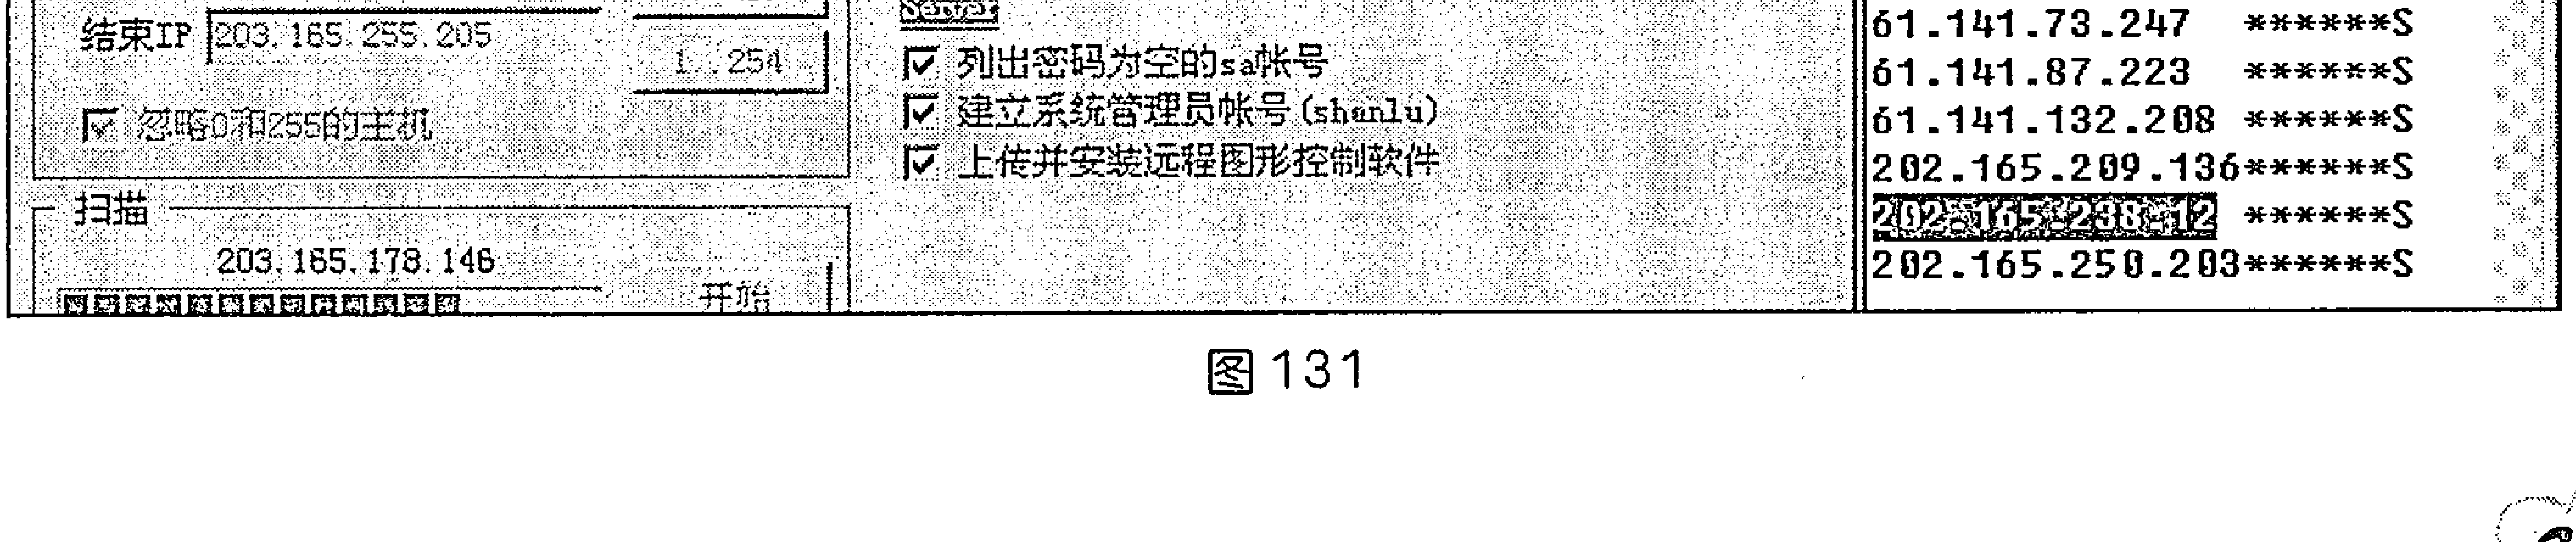 结束IP 203.165.255.205
1..254
忽略0和255的主机
扫描
203.165.178.146
开始
Server
列出密码为空的sa帐号
建立系统管理员帐号(shanlu)
上传并安装远程图形控制软件
61.141.73.247 ******S
61.141.87.223 ******S
61.141.132.208 ******S
202.165.209.136******S
202.165.238.12 ******S
202.165.250.203******S
图131